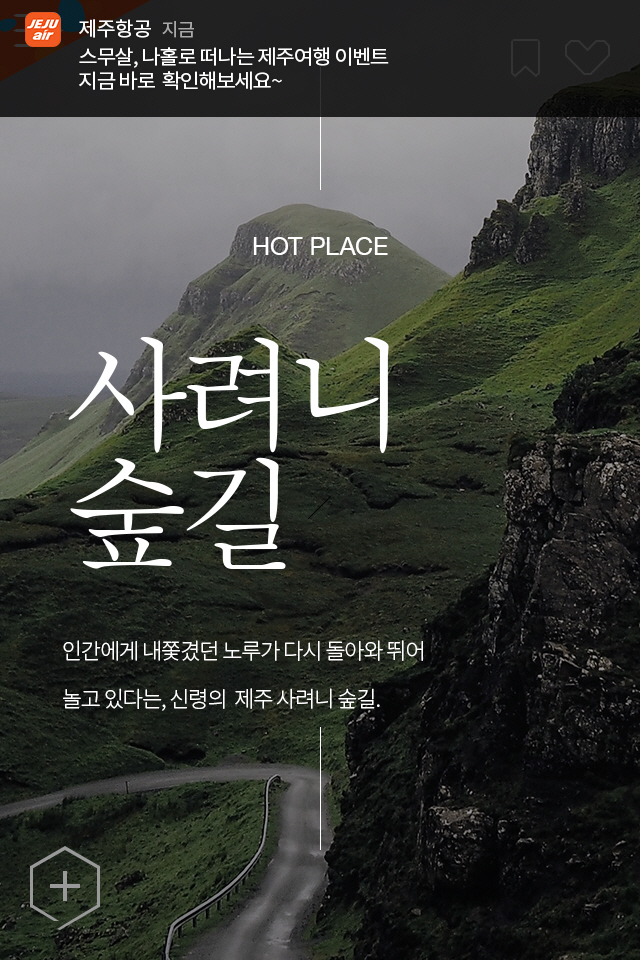 JEJU
air
제주항공 지금
스무살, 나홀로 떠나는 제주여행 이벤트
지금 바로 확인해보세요~
HOT PLACE
사려니
숲길
인간에게 내쫓겼던 노루가 다시 돌아와 뛰어
놀고 있다는, 신령의 제주 사려니 숲길.